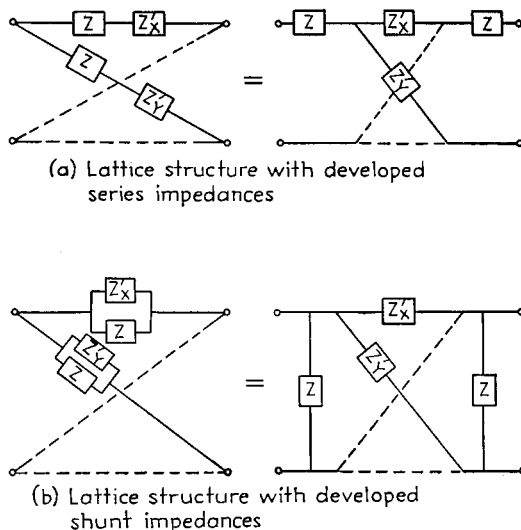 Z Z'X = Z Z'X Z
Z Z'Y Z'Y
(a) Lattice structure with developed
series impedances
Z'X
Z Z'X
Z'Y Z = Z Z'Y Z
(b) Lattice structure with developed
shunt impedances